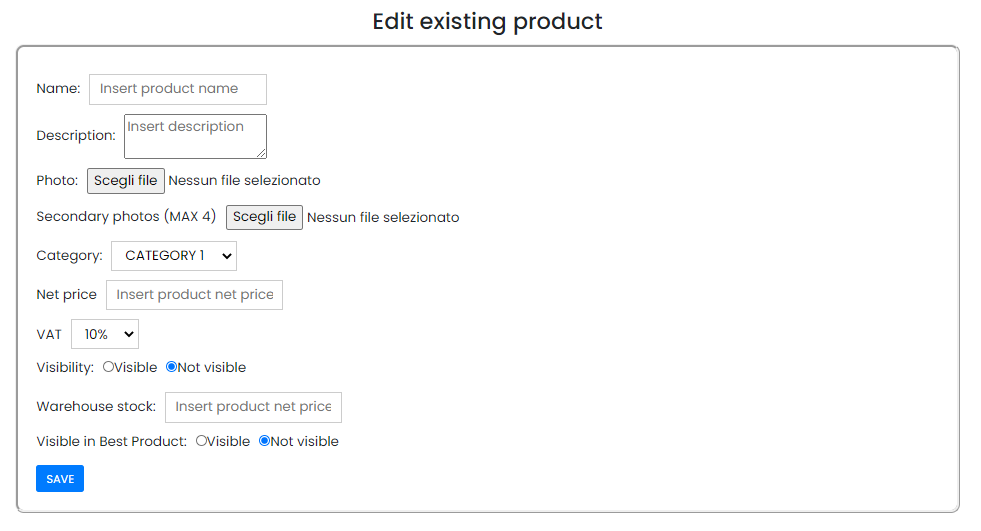 Edit existing product
Name: Insert product name
Description: Insert description
Photo: Scegli file Nessun file selezionato
Secondary photos (MAX 4) Scegli file Nessun file selezionato
Category: CATEGORY 1
Net price Insert product net price
VAT 10%
Visibility: Visible Not visible
Warehouse stock: Insert product net price
Visible in Best Product: Visible Not visible
SAVE